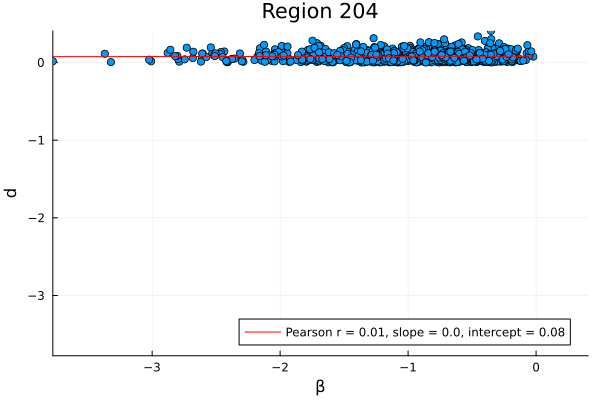 Region 204
d
0
−1
−2
−3
Pearson r = 0.01, slope = 0.0, intercept = 0.08
−3 −2 −1 0
β